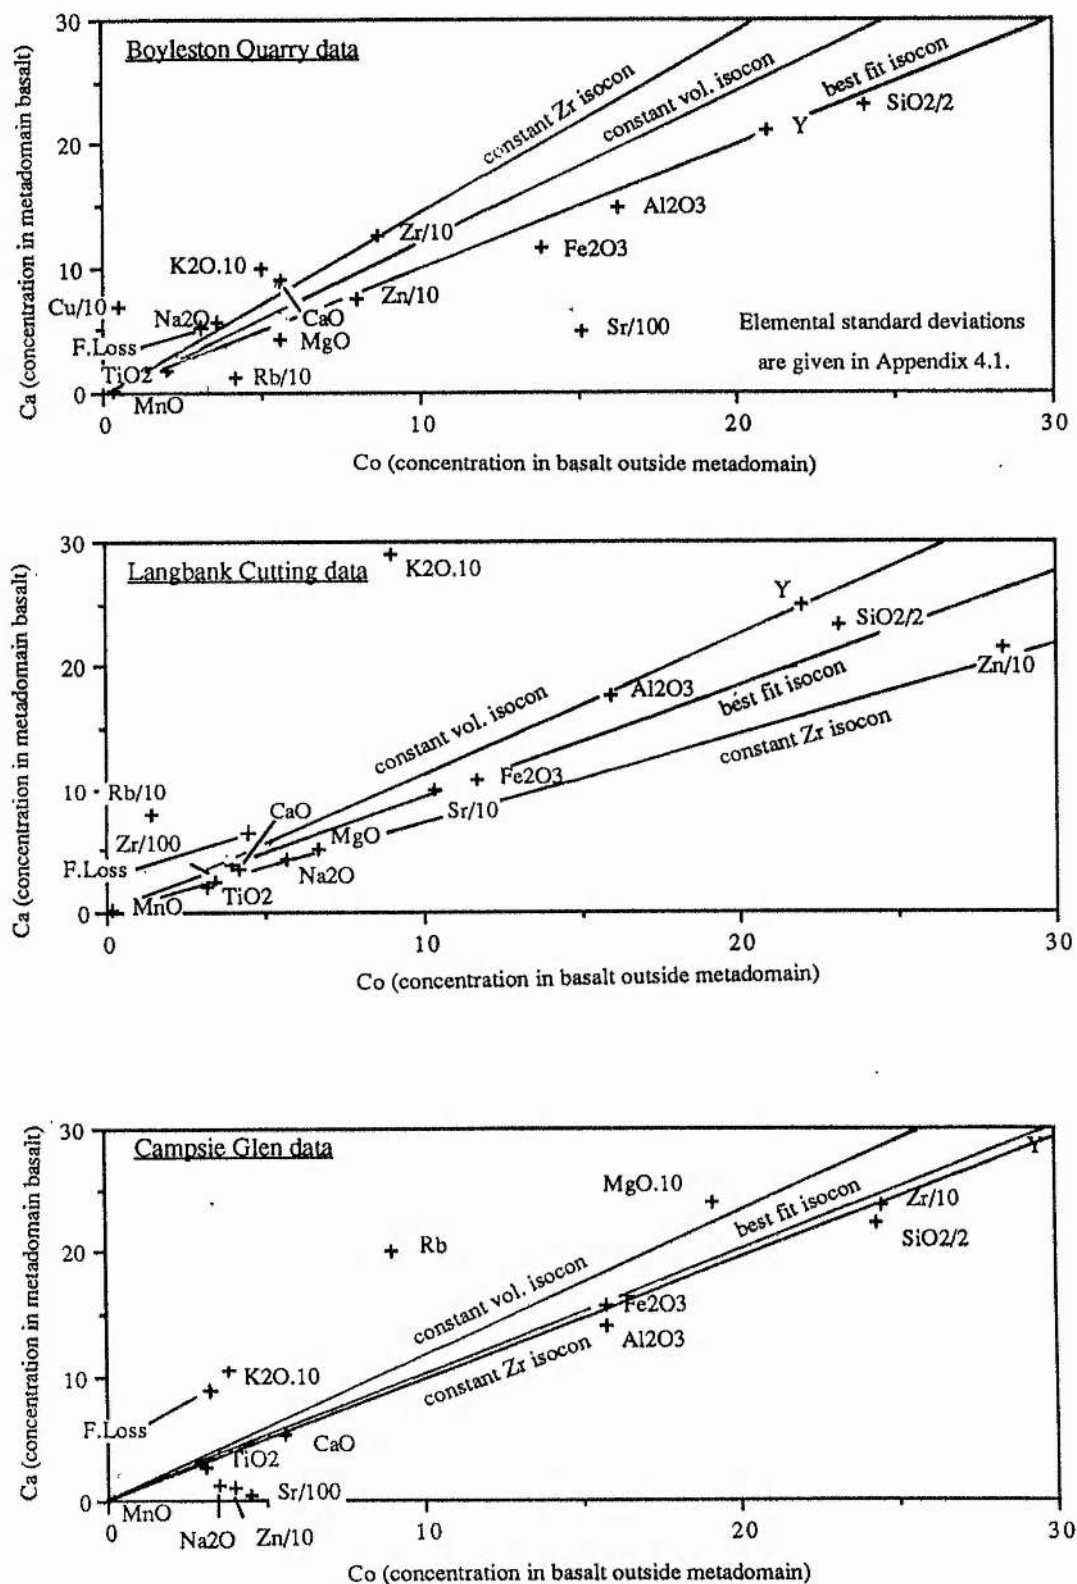 Boyleston Quarry data
30
20
10
0
Ca (concentration in metadomain basalt)
constant Zr isocon
constant vol. isocon
best fit isocon
SiO2/2
Y
Al2O3
Zr/10
Fe2O3
K2O.10
Zn/10
Cu/10
Na2O
CaO
Sr/100
F.Loss
MgO
TiO2
Rb/10
MnO
Elemental standard deviations
are given in Appendix 4.1.
0 10 20 30
Co (concentration in basalt outside metadomain)
Langbank Cutting data
30
20
10
0
Ca (concentration in metadomain basalt)
K2O.10
Y
SiO2/2
Al2O3
Zn/10
constant vol. isocon
best fit isocon
constant Zr isocon
Fe2O3
Rb/10
CaO
Sr/10
Zr/100
MgO
F.Loss
Na2O
TiO2
MnO
0 10 20 30
Co (concentration in basalt outside metadomain)
Campsie Glen data
30
20
10
0
Ca (concentration in metadomain basalt)
MgO.10
best fit isocon
Y
Zr/10
Rb
SiO2/2
constant vol. isocon
Fe2O3
Al2O3
constant Zr isocon
K2O.10
F.Loss
CaO
TiO2
Sr/100
MnO
Na2O
Zn/10
0 10 20 30
Co (concentration in basalt outside metadomain)